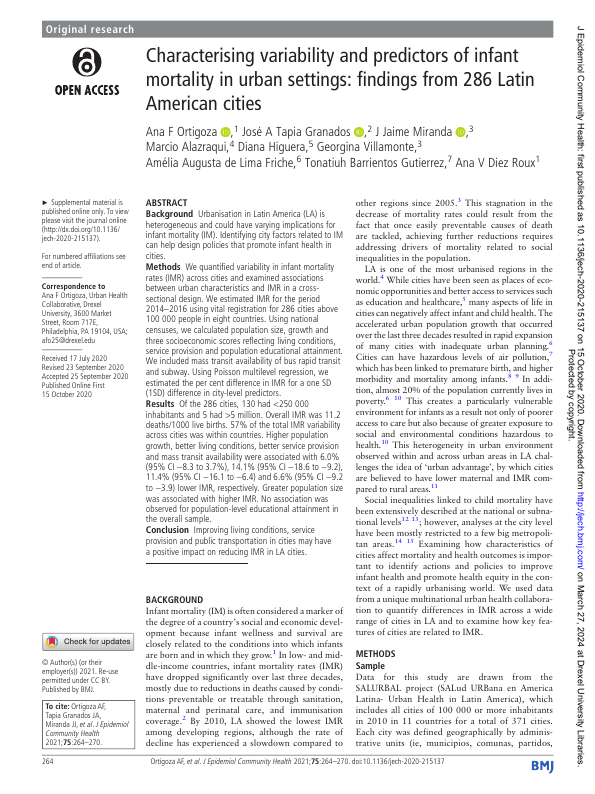 Original research
OPEN ACCESS
Characterising variability and predictors of infant
mortality in urban settings: findings from 286 Latin
American cities
Ana F Ortigoza iD ,1 José A Tapia Granados iD ,2 J Jaime Miranda iD ,3
Marcio Alazraqui,4 Diana Higuera,5 Georgina Villamonte,3
Amélia Augusta de Lima Friche,6 Tonatiuh Barrientos Gutierrez,7 Ana V Diez Roux1
► Supplemental material is
published online only. To view
please visit the journal online
(http://dx.doi.org/10.1136/
jech-2020-215137).
For numbered affiliations see
end of article.
Correspondence to
Ana F Ortigoza, Urban Health
Collaborative, Drexel
University, 3600 Market
Street, Room 717E,
Philadelphia, PA 19104, USA;
afo25@drexel.edu
Received 17 July 2020
Revised 23 September 2020
Accepted 25 September 2020
Published Online First
15 October 2020
Check for updates
© Author(s) (or their
employer(s)) 2021. Re-use
permitted under CC BY.
Published by BMJ.
To cite: Ortigoza AF,
Tapia Granados JA,
Miranda JJ, et al. J Epidemiol
Community Health
2021;75:264–270.
ABSTRACT
Background Urbanisation in Latin America (LA) is
heterogeneous and could have varying implications for
infant mortality (IM). Identifying city factors related to IM
can help design policies that promote infant health in
cities.
Methods We quantified variability in infant mortality
rates (IMR) across cities and examined associations
between urban characteristics and IMR in a cross-
sectional design. We estimated IMR for the period
2014–2016 using vital registration for 286 cities above
100 000 people in eight countries. Using national
censuses, we calculated population size, growth and
three socioeconomic scores reflecting living conditions,
service provision and population educational attainment.
We included mass transit availability of bus rapid transit
and subway. Using Poisson multilevel regression, we
estimated the per cent difference in IMR for a one SD
(1SD) difference in city-level predictors.
Results Of the 286 cities, 130 had <250 000
inhabitants and 5 had >5 million. Overall IMR was 11.2
deaths/1000 live births. 57% of the total IMR variability
across cities was within countries. Higher population
growth, better living conditions, better service provision
and mass transit availability were associated with 6.0%
(95% CI −8.3 to 3.7%), 14.1% (95% CI −18.6 to −9.2),
11.4% (95% CI −16.1 to −6.4) and 6.6% (95% CI −9.2
to −3.9) lower IMR, respectively. Greater population size
was associated with higher IMR. No association was
observed for population-level educational attainment in
the overall sample.
Conclusion Improving living conditions, service
provision and public transportation in cities may have
a positive impact on reducing IMR in LA cities.
BACKGROUND
Infant mortality (IM) is often considered a marker of
the degree of a country's social and economic devel-
opment because infant wellness and survival are
closely related to the conditions into which infants
are born and in which they grow.1 In low- and mid-
dle-income countries, infant mortality rates (IMR)
have dropped significantly over last three decades,
mostly due to reductions in deaths caused by condi-
tions preventable or treatable through sanitation,
maternal and perinatal care, and immunisation
coverage.2 By 2010, LA showed the lowest IMR
among developing regions, although the rate of
decline has experienced a slowdown compared to
other regions since 2005.3 This stagnation in the
decrease of mortality rates could result from the
fact that once easily preventable causes of death
are tackled, achieving further reductions requires
addressing drivers of mortality related to social
inequalities in the population.
LA is one of the most urbanised regions in the
world.4 While cities have been seen as places of eco-
nomic opportunities and better access to services such
as education and healthcare,5 many aspects of life in
cities can negatively affect infant and child health. The
accelerated urban population growth that occurred
over the last three decades resulted in rapid expansion
of many cities with inadequate urban planning.6
Cities can have hazardous levels of air pollution,7
which has been linked to premature birth, and higher
morbidity and mortality among infants.8 9 In addi-
tion, almost 20% of the population currently lives in
poverty.6 10 This creates a particularly vulnerable
environment for infants as a result not only of poorer
access to care but also because of greater exposure to
social and environmental conditions hazardous to
health.10 This heterogeneity in urban environment
observed within and across urban areas in LA chal-
lenges the idea of 'urban advantage', by which cities
are believed to have lower maternal and IMR com-
pared to rural areas.11
Social inequalities linked to child mortality have
been extensively described at the national or subna-
tional levels12 13; however, analyses at the city level
have been mostly restricted to a few big metropoli-
tan areas.14 15 Examining how characteristics of
cities affect mortality and health outcomes is impor-
tant to identify actions and policies to improve
infant health and promote health equity in the con-
text of a rapidly urbanising world. We used data
from a unique multinational urban health collabora-
tion to quantify differences in IMR across a wide
range of cities in LA and to examine how key fea-
tures of cities are related to IMR.
METHODS
Sample
Data for this study are drawn from the
SALURBAL project (SALud URBana en America
Latina- Urban Health in Latin America), which
includes all cities of 100 000 or more inhabitants
in 2010 in 11 countries for a total of 371 cities.
Each city was defined geographically by adminis-
trative units (ie, municipios, comunas, partidos,
264
Ortigoza AF, et al. J Epidemiol Community Health 2021;75:264–270. doi:10.1136/jech-2020-215137
BMJ
J Epidemiol Community Health: first published as 10.1136/jech-2020-215137 on 15 October 2020. Downloaded from http://jech.bmj.com/ on March 27, 2024 at Drexel University Libraries.
Protected by copyright.